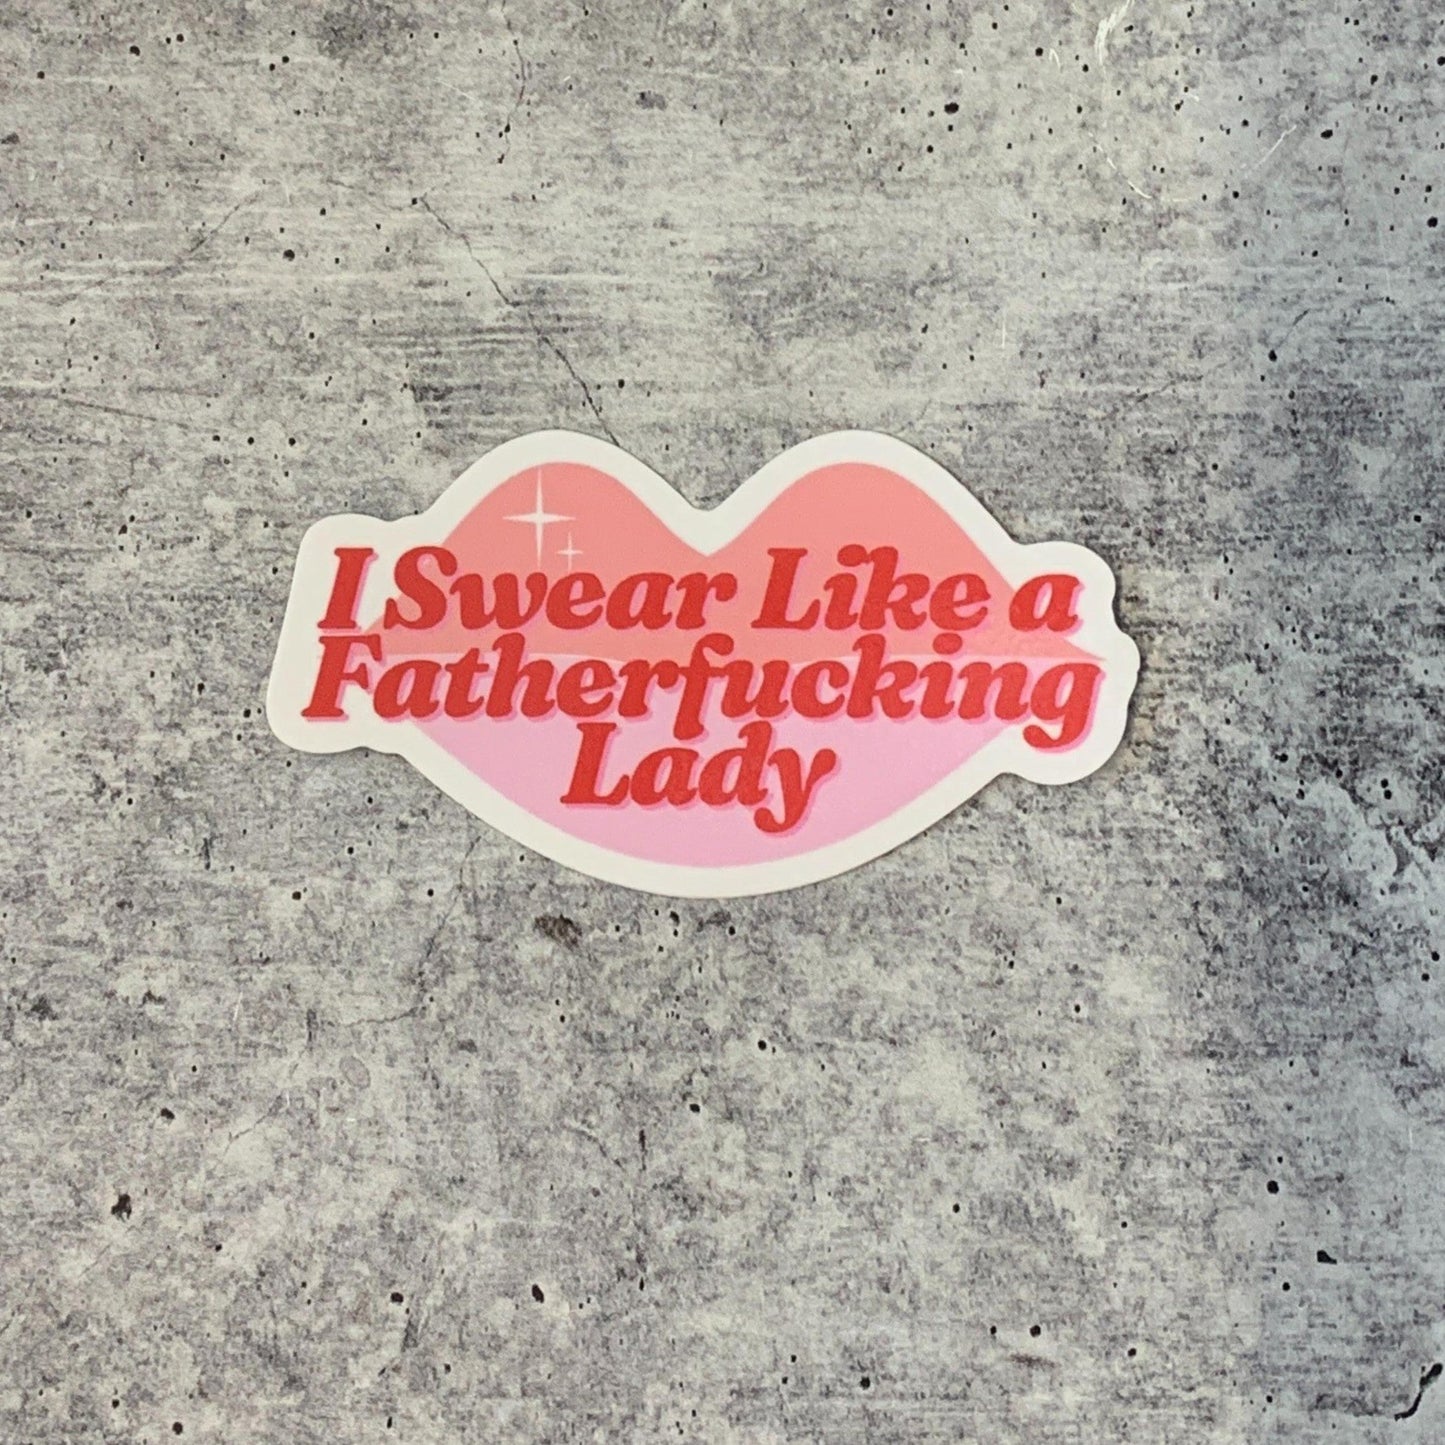 I Swear Like a
Fatherfucking
Lady